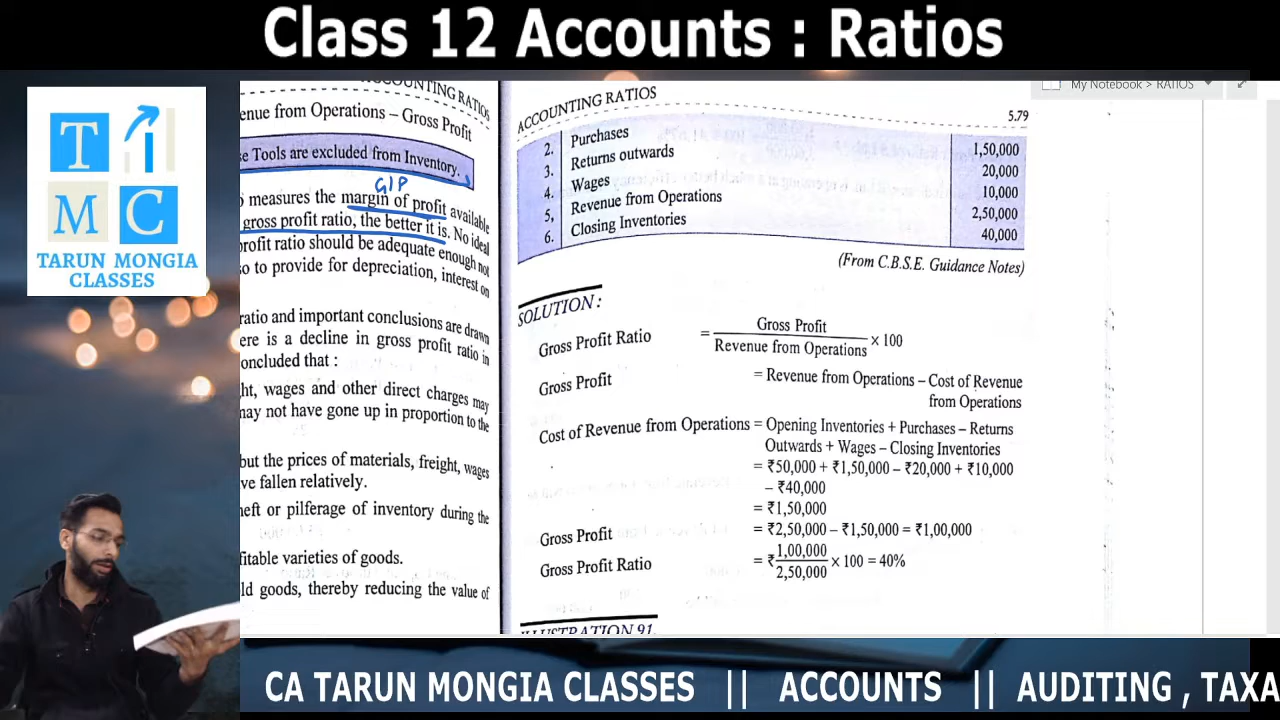 Class 12 Accounts : Ratios
T
M C
TARUN MONGIA
CLASSES
My Notebook > RATIOS
ACCOUNTING RATIOS
enue from Operations – Gross Profit
se Tools are excluded from Inventory.
GIP
measures the margin of profit available
gross profit ratio, the better it is. No ideal
profit ratio should be adequate enough not
so to provide for depreciation, interest on
ratio and important conclusions are drawn
ere is a decline in gross profit ratio in
oncluded that :
ht, wages and other direct charges may
may not have gone up in proportion to the
but the prices of materials, freight, wages
ve fallen relatively.
heft or pilferage of inventory during the
fitable varieties of goods.
ld goods, thereby reducing the value of
ACCOUNTING RATIOS 5.79
2. Purchases 1,50,000
3. Returns outwards 20,000
4. Wages 10,000
5. Revenue from Operations 2,50,000
6. Closing Inventories 40,000
(From C.B.S.E. Guidance Notes)
SOLUTION :
Gross Profit Ratio = Gross Profit / Revenue from Operations × 100
Gross Profit = Revenue from Operations – Cost of Revenue
from Operations
Cost of Revenue from Operations = Opening Inventories + Purchases – Returns
Outwards + Wages – Closing Inventories
= ₹50,000 + ₹1,50,000 – ₹20,000 + ₹10,000
– ₹40,000
= ₹1,50,000
Gross Profit = ₹2,50,000 – ₹1,50,000 = ₹1,00,000
Gross Profit Ratio = ₹ 1,00,000 / 2,50,000 × 100 = 40%
ILLUSTRATION 91.
CA TARUN MONGIA CLASSES || ACCOUNTS || AUDITING , TAXA